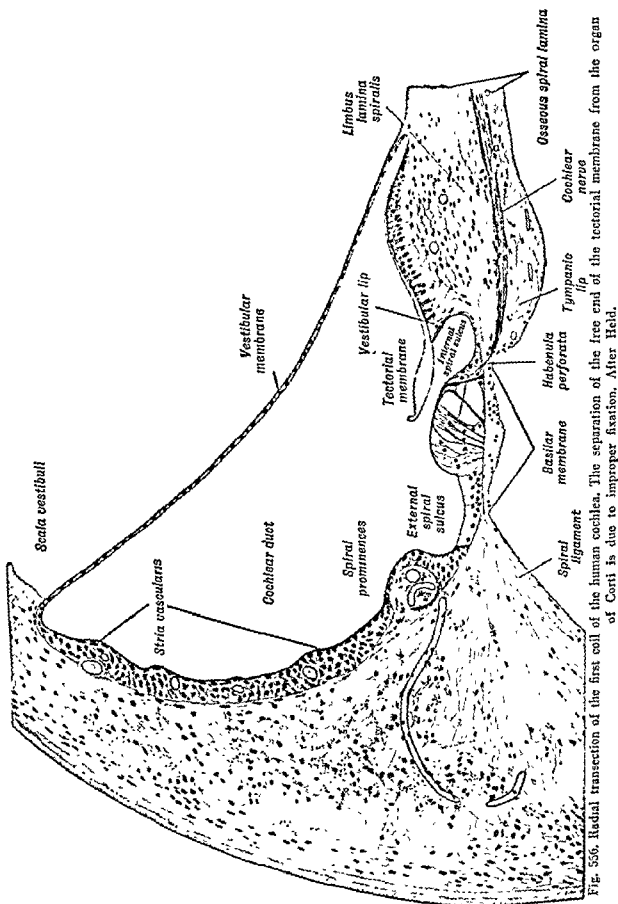 Scala vestibuli
Vestibular
membrane
Limbus
lamina
spiralis
Stria vascularis
Cochlear duct
Spiral
prominences
External
spiral
sulcus
Tectorial
membrane
Vestibular lip
Internal
spiral sulcus
Spiral
ligament
Basilar
membrane
Habenula
perforata
Tympanic
lip
Cochlear
nerve
Osseous spiral lamina
Fig. 556. Radial transection of the first coil of the human cochlea. The separation of the free end of the tectorial membrane from the organ
of Corti is due to improper fixation. After Held.